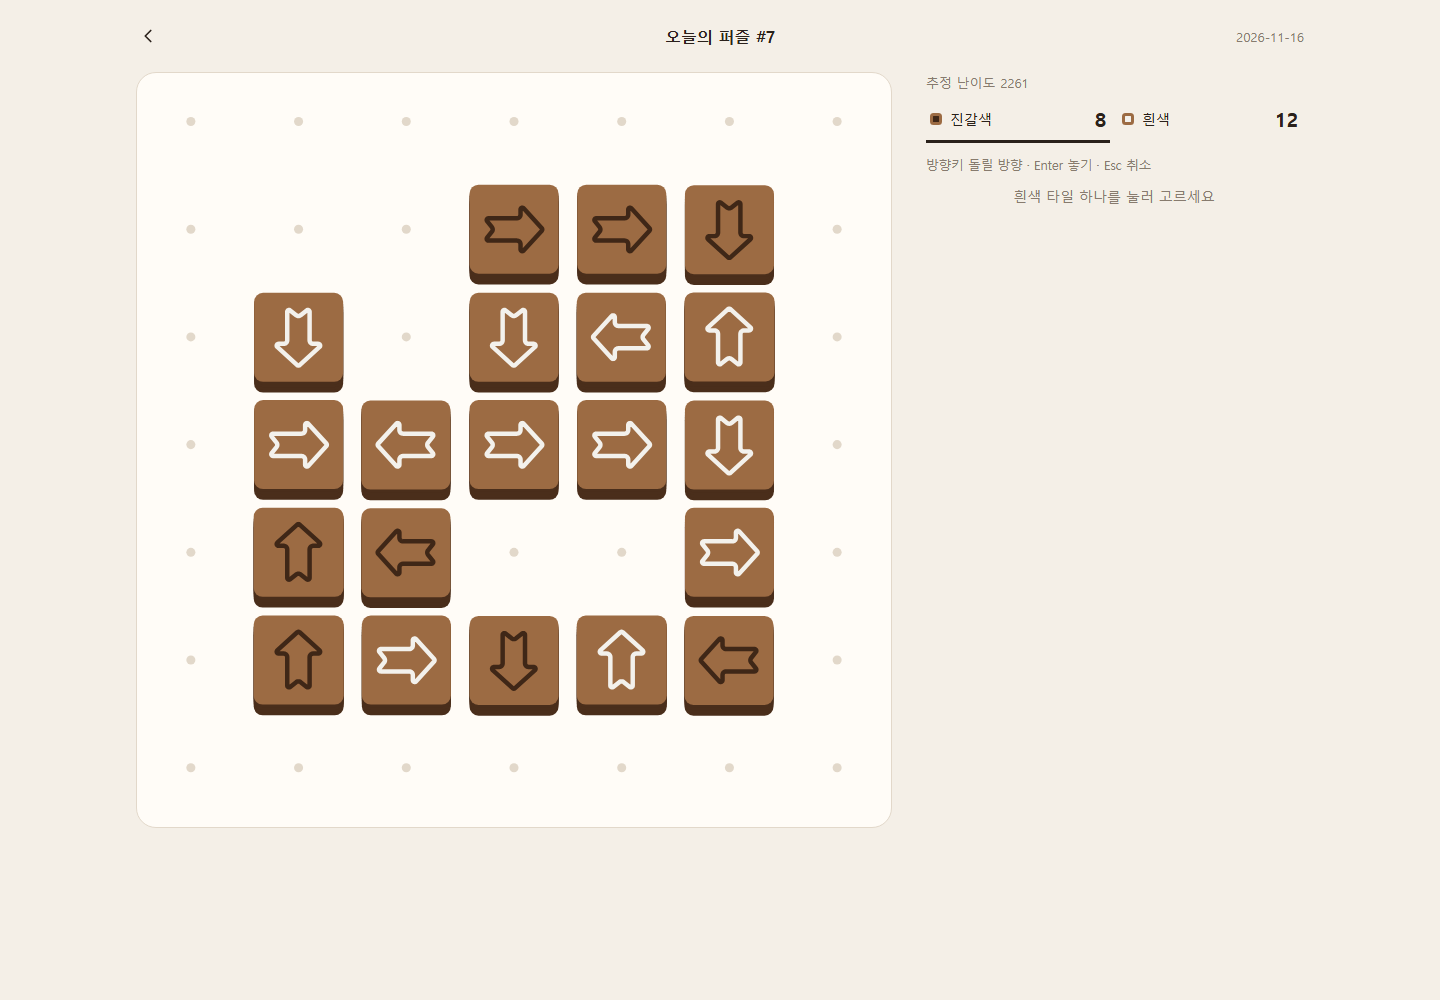 오늘의 퍼즐 #7
2026-11-16
추정 난이도 2261
진갈색 8 흰색 12
방향키 돌릴 방향 · Enter 놓기 · Esc 취소
흰색 타일 하나를 눌러 고르세요